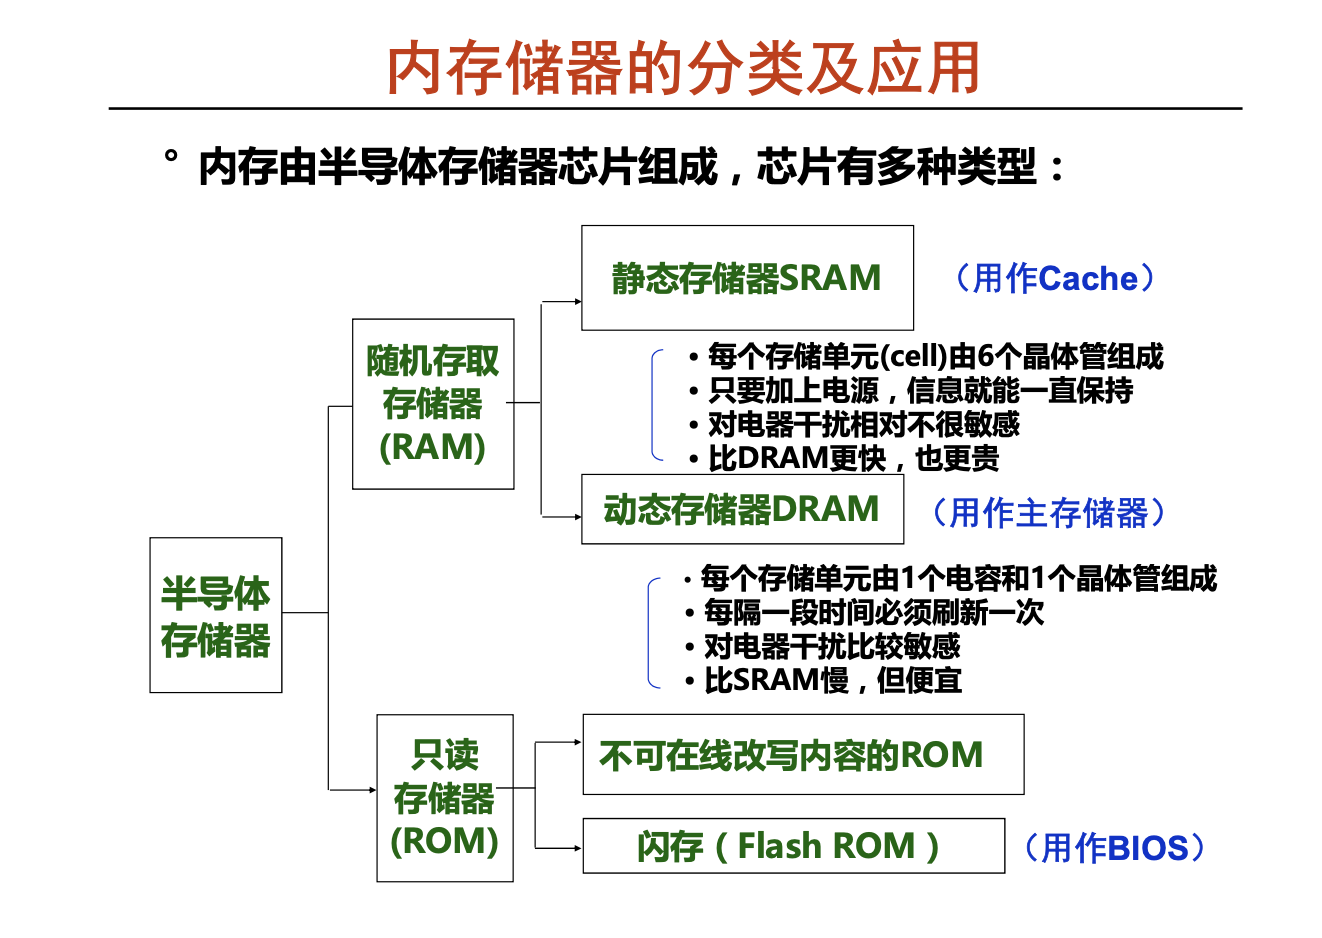 内存储器的分类及应用
° 内存由半导体存储器芯片组成，芯片有多种类型：
静态存储器SRAM
（用作Cache）
• 每个存储单元(cell)由6个晶体管组成
• 只要加上电源，信息就能一直保持
• 对电器干扰相对不很敏感
• 比DRAM更快，也更贵
随机存取
存储器
(RAM)
动态存储器DRAM
（用作主存储器）
• 每个存储单元由1个电容和1个晶体管组成
• 每隔一段时间必须刷新一次
• 对电器干扰比较敏感
• 比SRAM慢，但便宜
半导体
存储器
只读
存储器
(ROM)
不可在线改写内容的ROM
闪存（Flash ROM）
（用作BIOS）